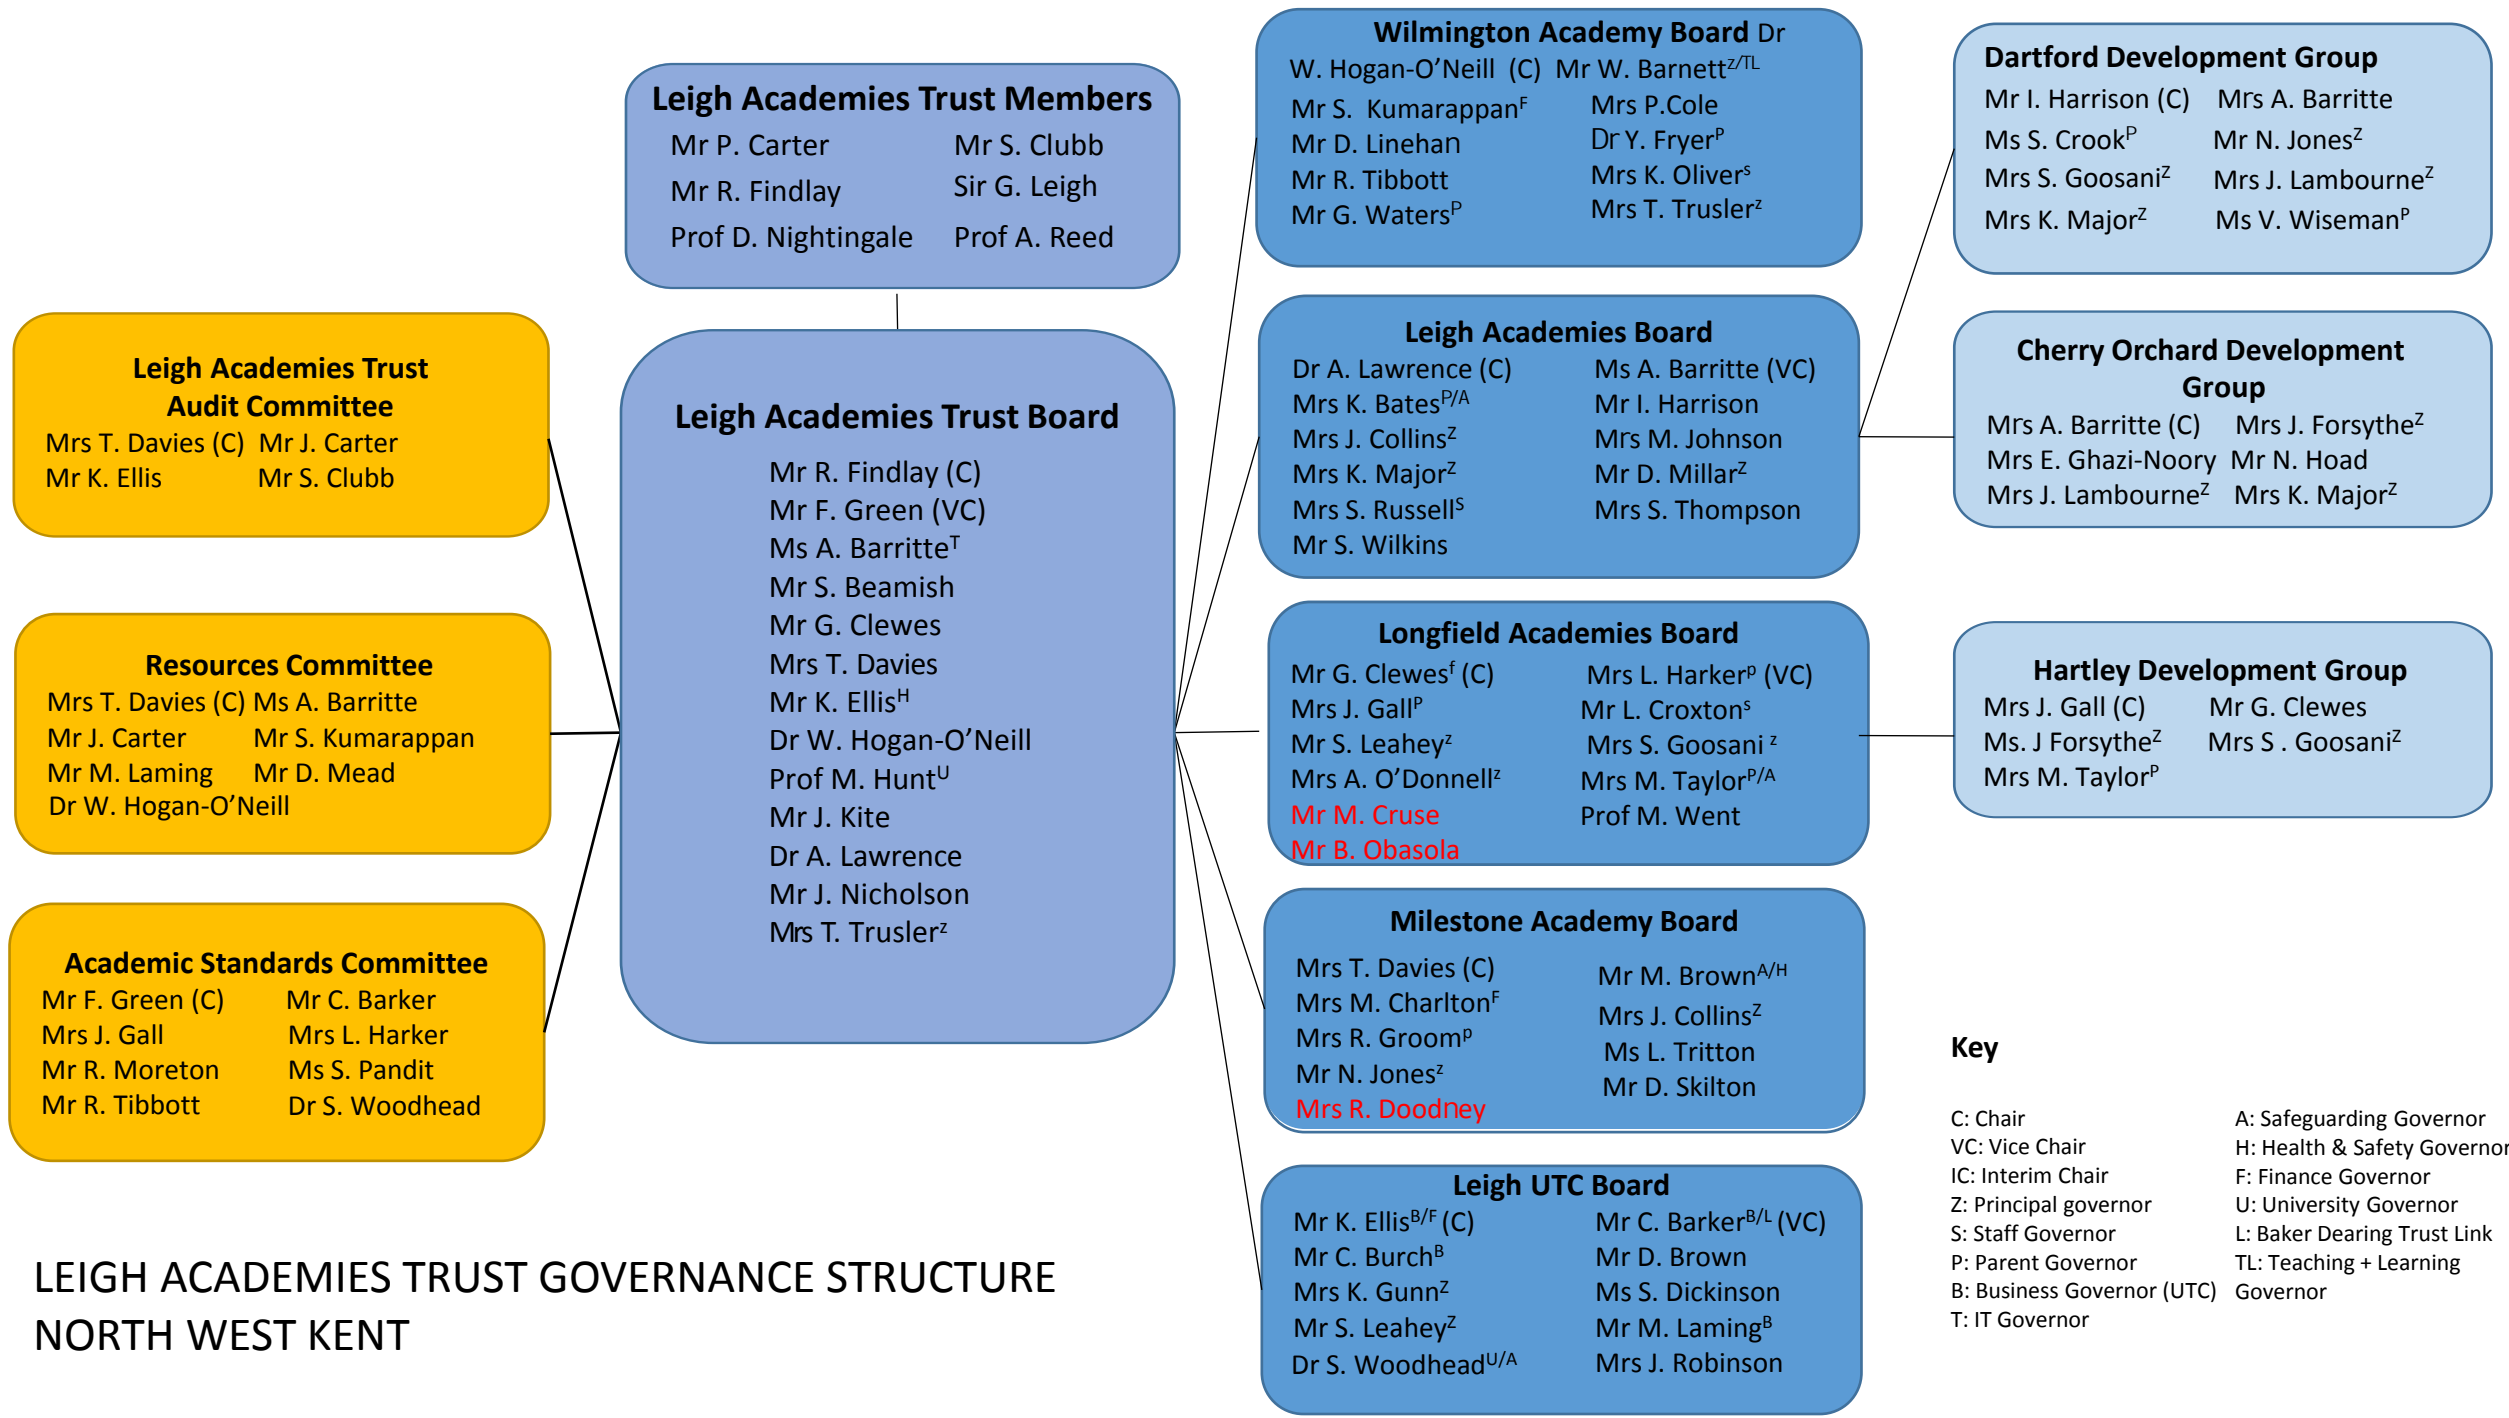 Leigh Academies Trust Members
Mr P. Carter Mr S. Clubb
Mr R. Findlay Sir G. Leigh
Prof D. Nightingale Prof A. Reed
Leigh Academies Trust
Audit Committee
Mrs T. Davies (C) Mr J. Carter
Mr K. Ellis Mr S. Clubb
Resources Committee
Mrs T. Davies (C) Ms A. Barritte
Mr J. Carter Mr S. Kumarappan
Mr M. Laming Mr D. Mead
Dr W. Hogan-O’Neill
Academic Standards Committee
Mr F. Green (C) Mr C. Barker
Mrs J. Gall Mrs L. Harker
Mr R. Moreton Ms S. Pandit
Mr R. Tibbott Dr S. Woodhead
Leigh Academies Trust Board
Mr R. Findlay (C)
Mr F. Green (VC)
Ms A. Barritteᵀ
Mr S. Beamish
Mr G. Clewes
Mrs T. Davies
Mr K. Ellisᴴ
Dr W. Hogan-O’Neill
Prof M. Huntᵁ
Mr J. Kite
Dr A. Lawrence
Mr J. Nicholson
Mrs T. Truslerᶻ
Wilmington Academy Board Dr
W. Hogan-O’Neill (C) Mr W. Barnettz/TL
Mr S. KumarappanF Mrs P.Cole
Mr D. Linehan Dr Y. FryerP
Mr R. Tibbott Mrs K. Olivers
Mr G. WatersP Mrs T. Truslerz
Leigh Academies Board
Dr A. Lawrence (C) Ms A. Barritte (VC)
Mrs K. BatesP/A Mr I. Harrison
Mrs J. CollinsZ Mrs M. Johnson
Mrs K. MajorZ Mr D. MillarZ
Mrs S. RussellS Mrs S. Thompson
Mr S. Wilkins
Longfield Academies Board
Mr G. Clewesf (C) Mrs L. Harkerp (VC)
Mrs J. GallP Mr L. Croxtons
Mr S. Leaheyz Mrs S. Goosani z
Mrs A. O’Donnellz Mrs M. TaylorP/A
Mr M. Cruse Prof M. Went
Mr B. Obasola
Milestone Academy Board
Mrs T. Davies (C) Mr M. BrownA/H
Mrs M. CharltonF Mrs J. CollinsZ
Mrs R. Groomp Ms L. Tritton
Mr N. Jonesz Mr D. Skilton
Mrs R. Doodney
Leigh UTC Board
Mr K. EllisB/F (C) Mr C. BarkerB/L (VC)
Mr C. BurchB Mr D. Brown
Mrs K. GunnZ Ms S. Dickinson
Mr S. LeaheyZ Mr M. LamingB
Dr S. WoodheadU/A Mrs J. Robinson
Dartford Development Group
Mr I. Harrison (C) Mrs A. Barritte
Ms S. CrookP Mr N. JonesZ
Mrs S. GoosaniZ Mrs J. LambourneZ
Mrs K. MajorZ Ms V. WisemanP
Cherry Orchard Development
Group
Mrs A. Barritte (C) Mrs J. ForsytheZ
Mrs E. Ghazi-Noory Mr N. Hoad
Mrs J. LambourneZ Mrs K. MajorZ
Hartley Development Group
Mrs J. Gall (C) Mr G. Clewes
Ms. J ForsytheZ Mrs S . GoosaniZ
Mrs M. TaylorP
Key
C: Chair
VC: Vice Chair
IC: Interim Chair
Z: Principal governor
S: Staff Governor
P: Parent Governor
B: Business Governor (UTC)
T: IT Governor
A: Safeguarding Governor
H: Health & Safety Governor
F: Finance Governor
U: University Governor
L: Baker Dearing Trust Link
TL: Teaching + Learning
Governor
LEIGH ACADEMIES TRUST GOVERNANCE STRUCTURE
NORTH WEST KENT